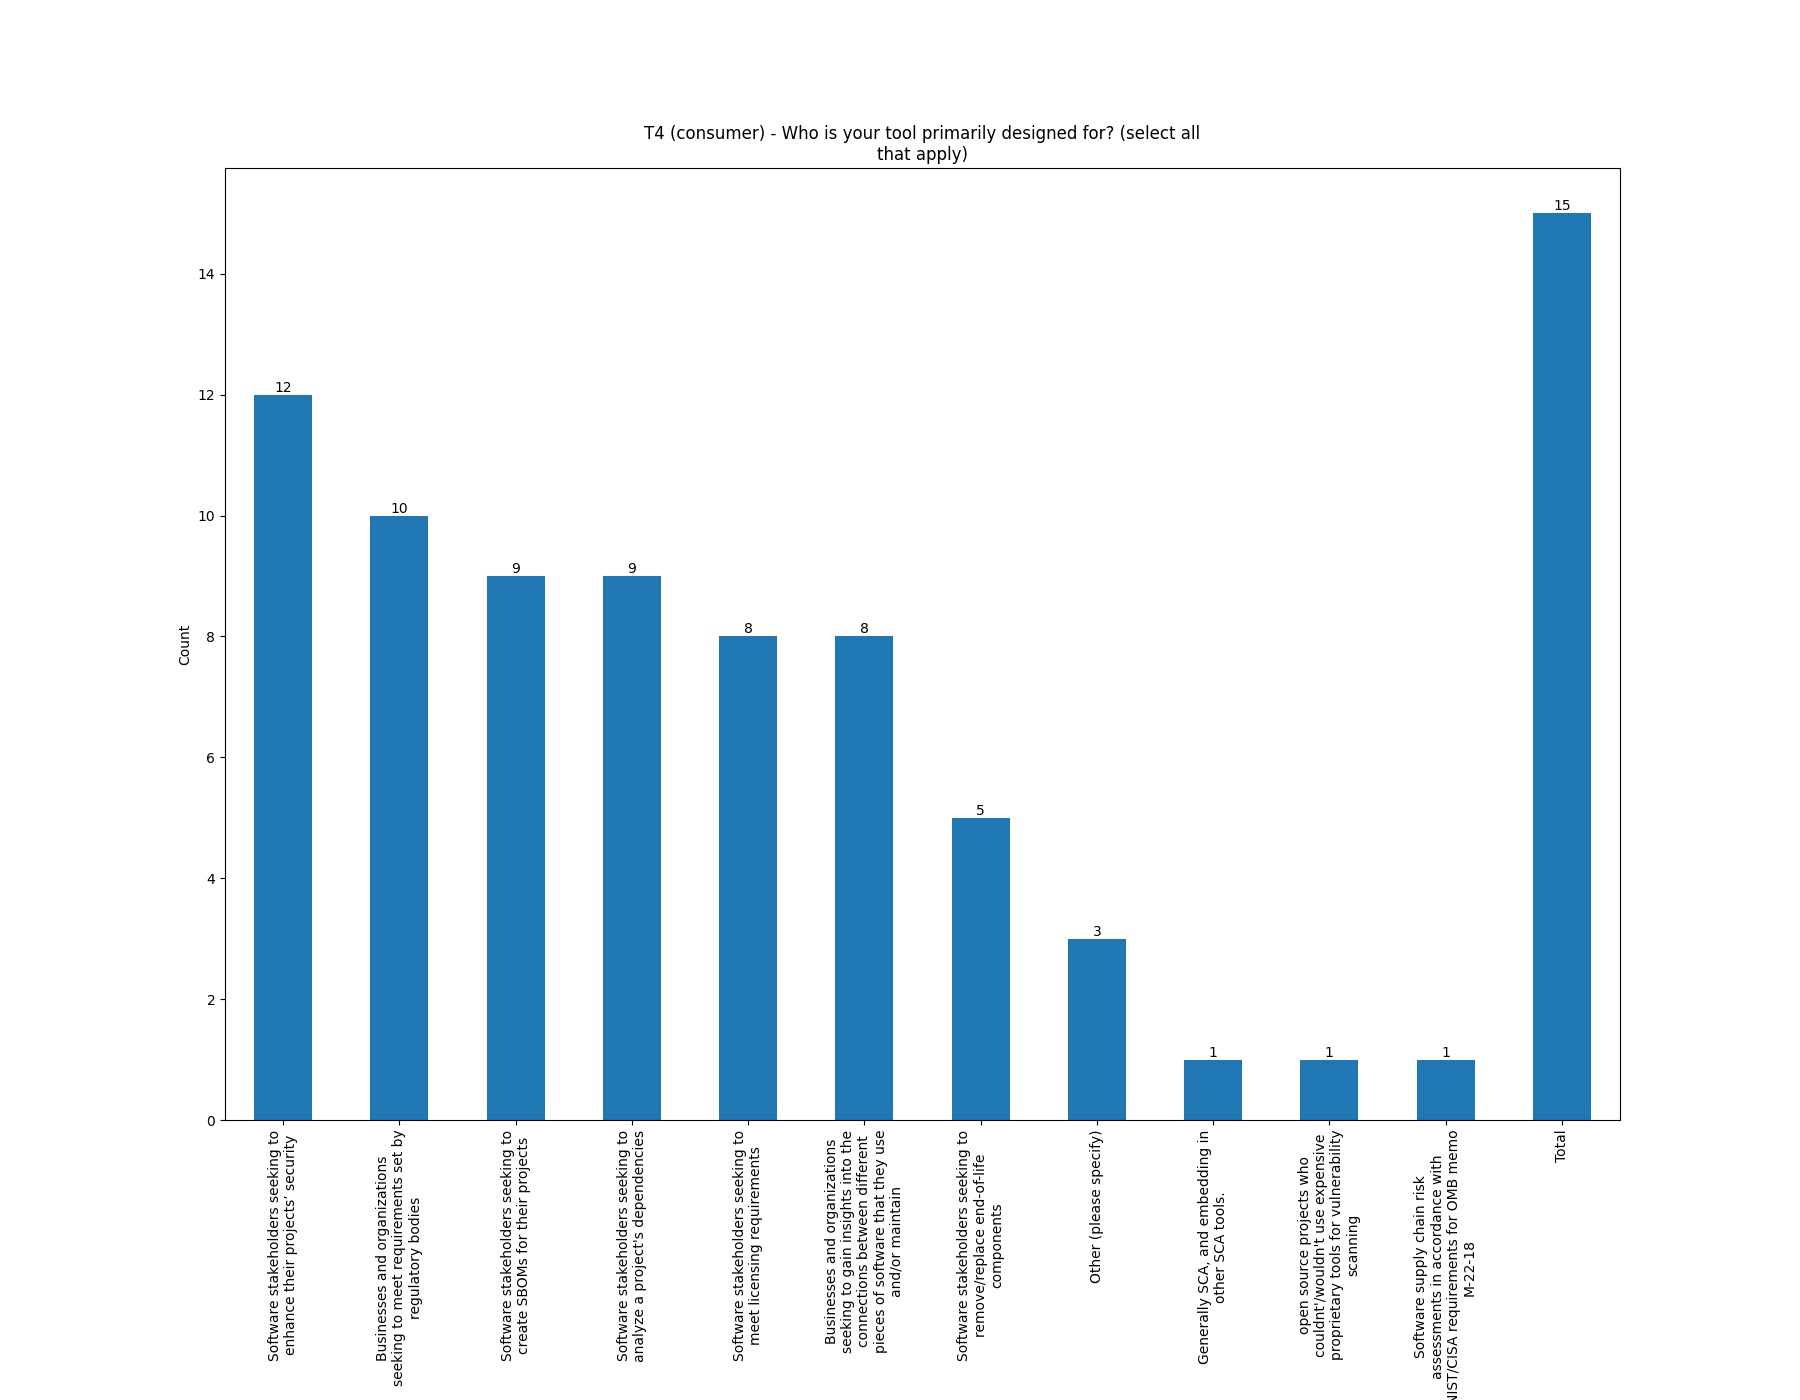 T4 (consumer) - Who is your tool primarily designed for? (select all
that apply)
15
14
12
12
10
10
9
9
8
8
8
Count
6
5
4
3
2
1
1
1
0
Software stakeholders seeking to
enhance their projects’ security
Businesses and organizations
seeking to meet requirements set by
regulatory bodies
Software stakeholders seeking to
create SBOMs for their projects
Software stakeholders seeking to
analyze a project's dependencies
Software stakeholders seeking to
meet licensing requirements
Businesses and organizations
seeking to gain insights into the
connections between different
pieces of software that they use
and/or maintain
Software stakeholders seeking to
remove/replace end-of-life
components
Other (please specify)
Generally SCA, and embedding in
other SCA tools.
open source projects who
couldnt'/wouldn't use expensive
proprietary tools for vulnerability
scanning
Software supply chain risk
assessments in accordance with
NIST/CISA requirements for OMB memo
M-22-18
Total